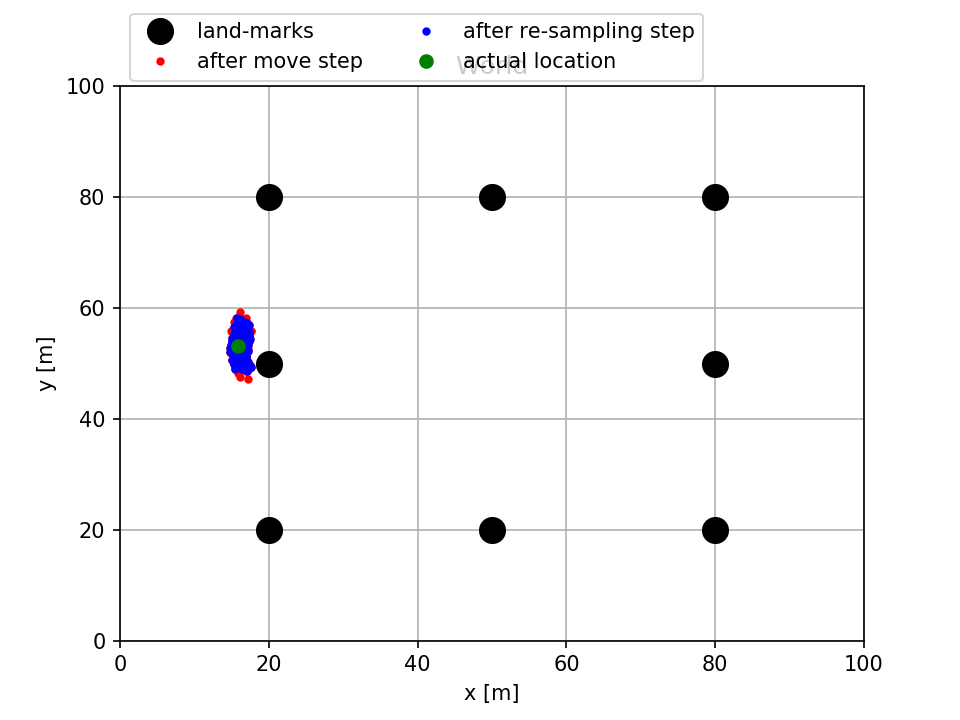 land-marks
after move step
after re-sampling step
actual location
World
100
80
60
40
20
0
y [m]
0 20 40 60 80 100
x [m]